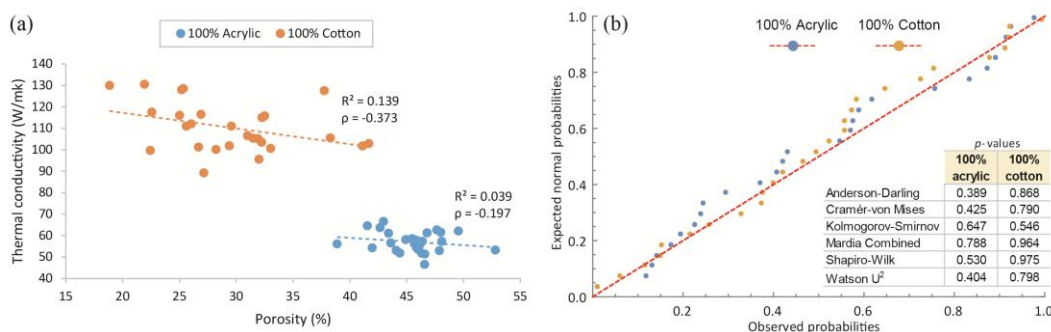 (a)
100% Acrylic 100% Cotton
Thermal conductivity (W/mk)
140
130
120
110
100
90
80
70
60
50
40
R² = 0.139
ρ = -0.373
R² = 0.039
ρ = -0.197
15 25 35 45 55
Porosity (%)
(b)
100% Acrylic 100% Cotton
Expected normal probabilities
1.0
0.8
0.6
0.4
0.2
0.0
p- values
100% acrylic 100% cotton
Anderson-Darling 0.389 0.868
Cramér-von Mises 0.425 0.790
Kolmogorov-Smirnov 0.647 0.546
Mardia Combined 0.788 0.964
Shapiro-Wilk 0.530 0.975
Watson U² 0.404 0.798
0.2 0.4 0.6 0.8 1.0
Observed probabilities